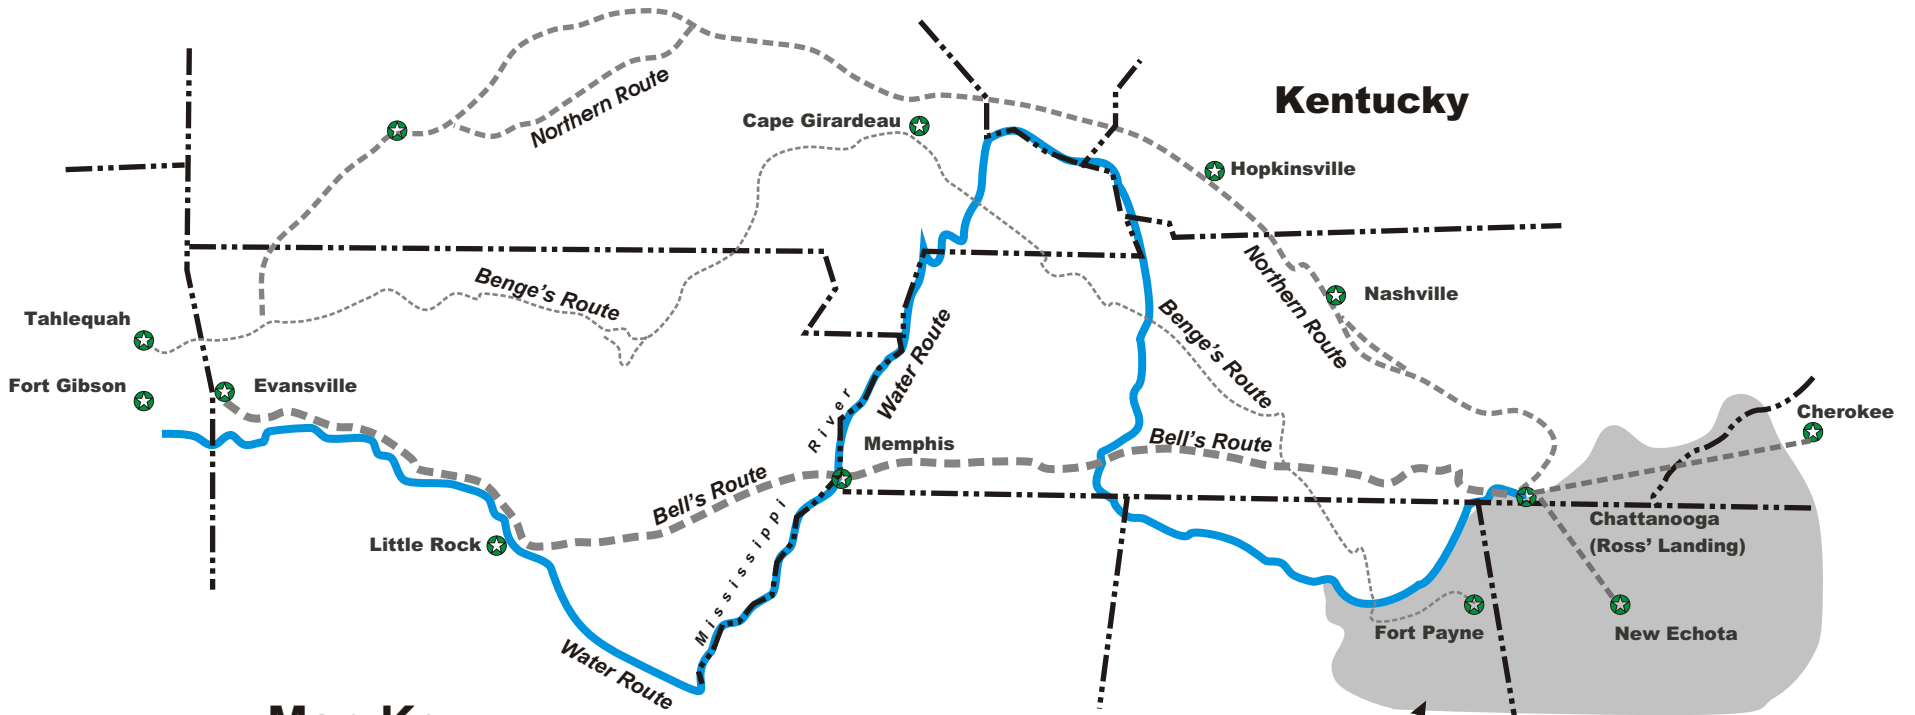 Kentucky
Northern Route
Cape Girardeau
Hopkinsville
Northern Route
Nashville
Benge's Route
Tahlequah
Benge's Route
Water Route
Fort Gibson
Evansville
Cherokee
River
Memphis
Bell's Route
Bell's Route
Mississippi
Little Rock
Chattanooga
(Ross' Landing)
Fort Payne
New Echota
Water Route